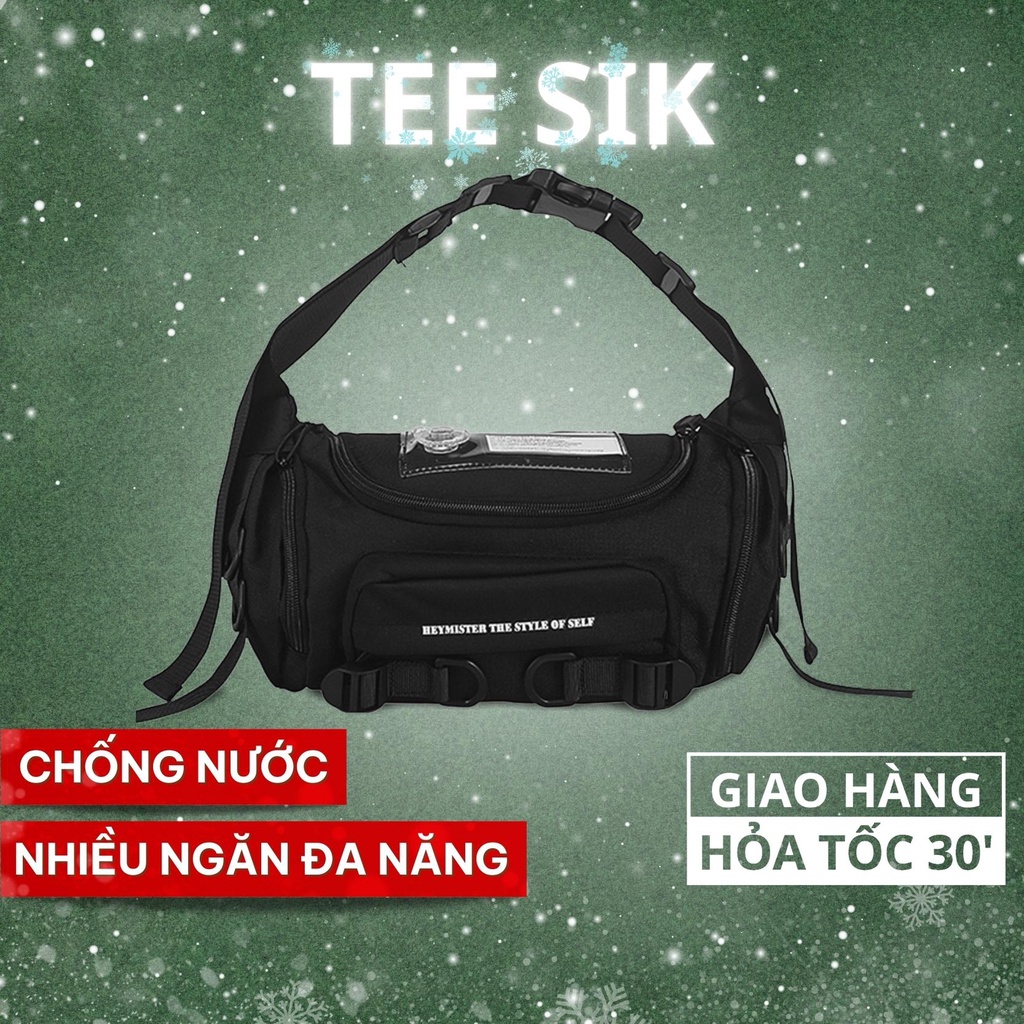 TEE SIK
HEYMISTER THE STYLE OF SELF
CHỐNG NƯỚC
NHIỀU NGĂN ĐA NĂNG
GIAO HÀNG
HỎA TỐC 30'